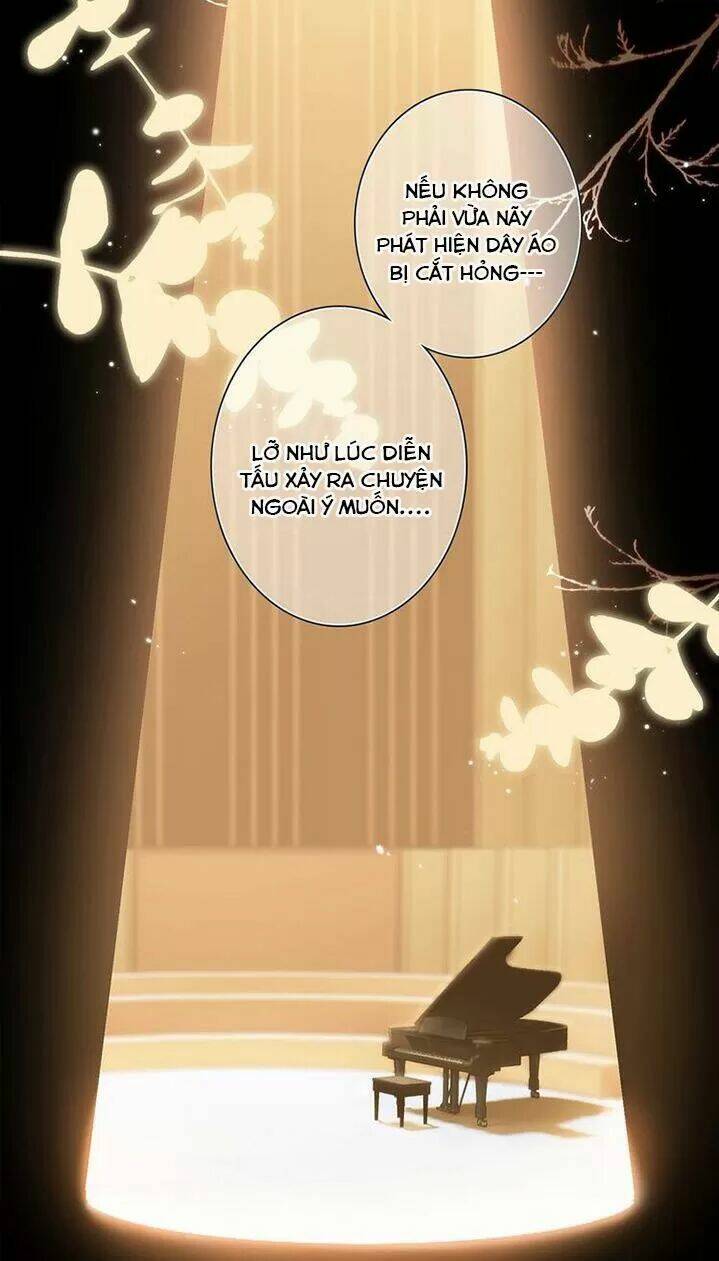 NẾU KHÔNG
PHẢI VỪA NÃY
PHÁT HIỆN DÂY ÁO
BỊ CẮT HỎNG---
LỠ NHƯ LÚC DIỄN
TẤU XẢY RA CHUYỆN
NGOÀI Ý MUỐN....